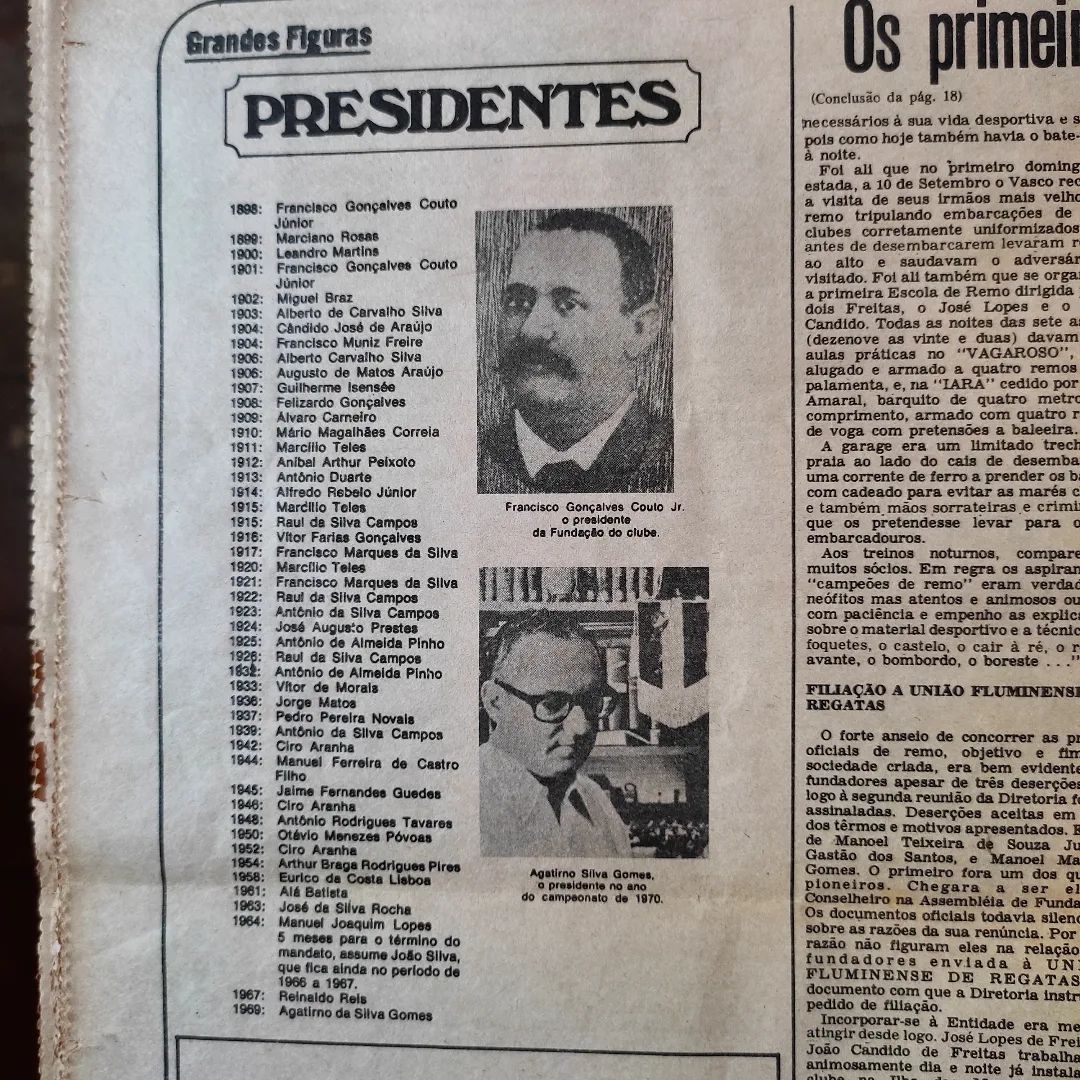 Grandes Figuras
PRESIDENTES
1898: Francisco Gonçalves Couto
Júnior
1899: Marciano Rosas
1900: Leandro Martins
1901: Francisco Gonçalves Couto
Júnior
1902: Miguel Braz
1903: Alberto de Carvalho Silva
1904: Cândido José de Araújo
1904: Francisco Muniz Freire
1906: Alberto Carvalho Silva
1906: Augusto de Matos Araújo
1907: Guilherme Isensée
1908: Felizardo Gonçalves
1909: Álvaro Carneiro
1910: Mário Magalhães Correia
1911: Marcílio Teles
1912: Aníbal Arthur Peixoto
1913: Antônio Duarte
1914: Alfredo Rebelo Júnior
1915: Marcílio Teles
1915: Raul da Silva Campos
1916: Vítor Farias Gonçalves
1917: Francisco Marques da Silva
1920: Marcílio Teles
1921: Francisco Marques da Silva
1922: Raul da Silva Campos
1923: Antônio da Silva Campos
1924: José Augusto Prestes
1925: Antônio de Almeida Pinho
1926: Raul da Silva Campos
1932: Antônio de Almeida Pinho
1933: Vítor de Morais
1936: Jorge Matos
1937: Pedro Pereira Novais
1939: Antônio da Silva Campos
1942: Ciro Aranha
1944: Manuel Ferreira de Castro
Filho
1945: Jaime Fernandes Guedes
1946: Ciro Aranha
1948: Antônio Rodrigues Tavares
1950: Otávio Menezes Póvoas
1952: Ciro Aranha
1954: Arthur Braga Rodrigues Pires
1958: Eurico da Costa Lisboa
1961: Alá Batista
1963: José da Silva Rocha
1964: Manuel Joaquim Lopes
5 meses para o término do
mandato, assume João Silva,
que fica ainda no período de
1966 a 1967.
1967: Reinaldo Reis
1969: Agatirno da Silva Gomes
Francisco Gonçalves Couto Jr.
o presidente
da Fundação do clube.
Agatirno Silva Gomes,
o presidente no ano
do campeonato de 1970.
Os primei
(Conclusão da pág. 18)
necessários à sua vida desportiva e s
pois como hoje também havia o bate-
à noite.
Foi ali que no primeiro doming
estada, a 10 de Setembro o Vasco rec
a visita de seus irmãos mais velho
remo tripulando embarcações de
clubes corretamente uniformizados
antes de desembarcarem levaram r
ao alto e saudavam o adversár
visitado. Foi ali também que se orga
a primeira Escola de Remo dirigida
dois Freitas, o José Lopes e o
Candido. Todas as noites das sete as
(dezenove as vinte e duas) davam
aulas práticas no "VAGAROSO",
alugado e armado a quatro remos
palamenta, e, na "IARA" cedido por
Amaral, barquito de quatro metro
comprimento, armado com quatro r
de voga com pretensões a baleeira.
A garage era um limitado trech
praia ao lado do cais de desemba
uma corrente de ferro a prender os ba
com cadeado para evitar as marés c
e também mãos sorrateiras e crimi
que os pretendesse levar para o
embarcadouros.
Aos treinos noturnos, compare
muitos sócios. Em regra os aspiran
"campeões de remo" eram verdad
neófitos mas atentos e animosos ou
com paciência e empenho as explica
sobre o material desportivo e a técnic
foquetes, o castelo, o cair à ré, o r
avante, o bombordo, o boreste . . ."
FILIAÇÃO A UNIÃO FLUMINENSE
REGATAS
O forte anseio de concorrer as pr
oficiais de remo, objetivo e fim
sociedade criada, era bem evidente
fundadores apesar de três deserções
logo à segunda reunião da Diretoria fo
assinaladas. Deserções aceitas em
dos têrmos e motivos apresentados. E
de Manoel Teixeira de Souza Ju
Gastão dos Santos, e Manoel Ma
Gomes. O primeiro fora um dos qu
pioneiros. Chegara a ser el
Conselheiro na Assembléia de Funda
Os documentos oficiais todavia silenc
sobre as razões da sua renúncia. Por
razão não figuram eles na relação
fundadores enviada à UNI
FLUMINENSE DE REGATAS
documento com que a Diretoria instru
pedido de filiação.
Incorporar-se à Entidade era me
atingir desde logo. José Lopes de Frei
João Candido de Freitas trabalha
animosamente dia e noite já instala